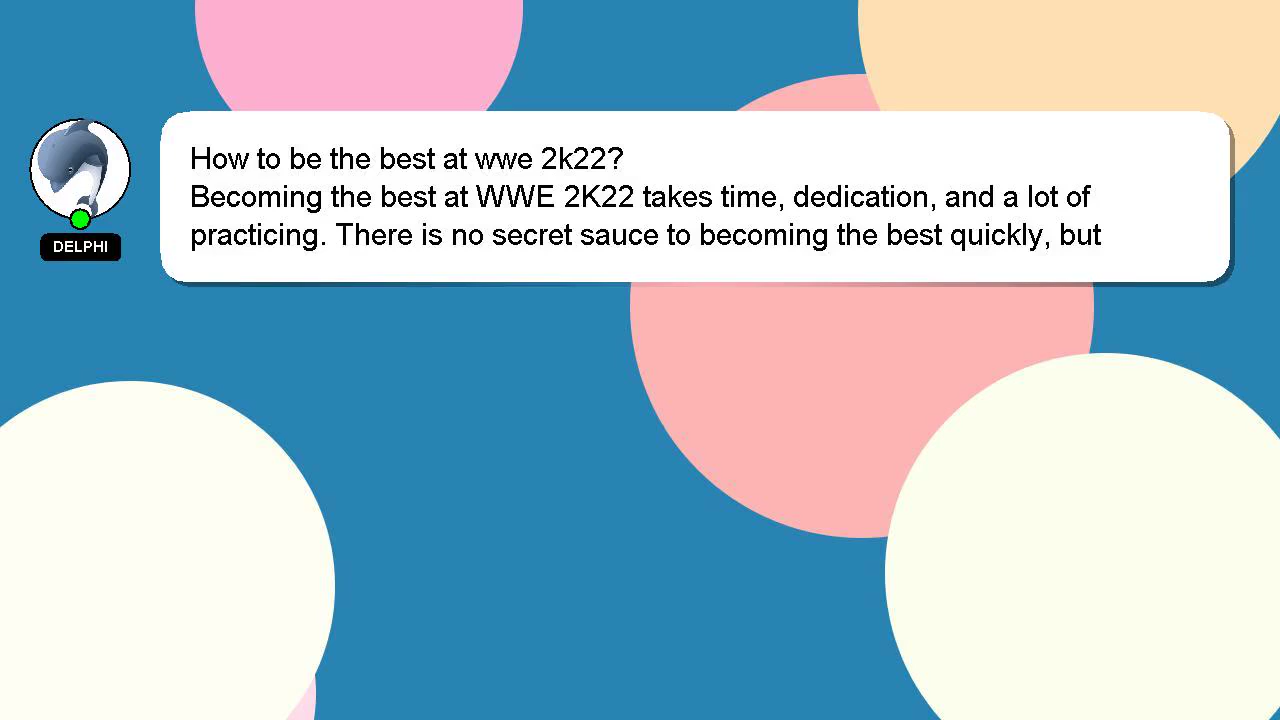 How to be the best at wwe 2k22?
Becoming the best at WWE 2K22 takes time, dedication, and a lot of
practicing. There is no secret sauce to becoming the best quickly, but
DELPHI